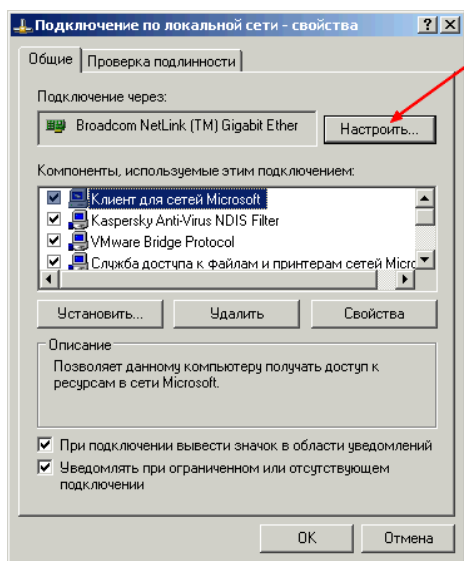 Подключение по локальной сети - свойства
Общие
Проверка подлинности
Подключение через:
Broadcom NetLink (TM) Gigabit Ether
Настроить...
Компоненты, используемые этим подключением:
Клиент для сетей Microsoft
Kaspersky Anti-Virus NDIS Filter
VMware Bridge Protocol
Служба доступа к файлам и принтерам сетей Micrc
Установить...
Удалить
Свойства
Описание
Позволяет данному компьютеру получать доступ к
ресурсам в сети Microsoft.
При подключении вывести значок в области уведомлений
Уведомлять при ограниченном или отсутствующем
подключении
OK
Отмена